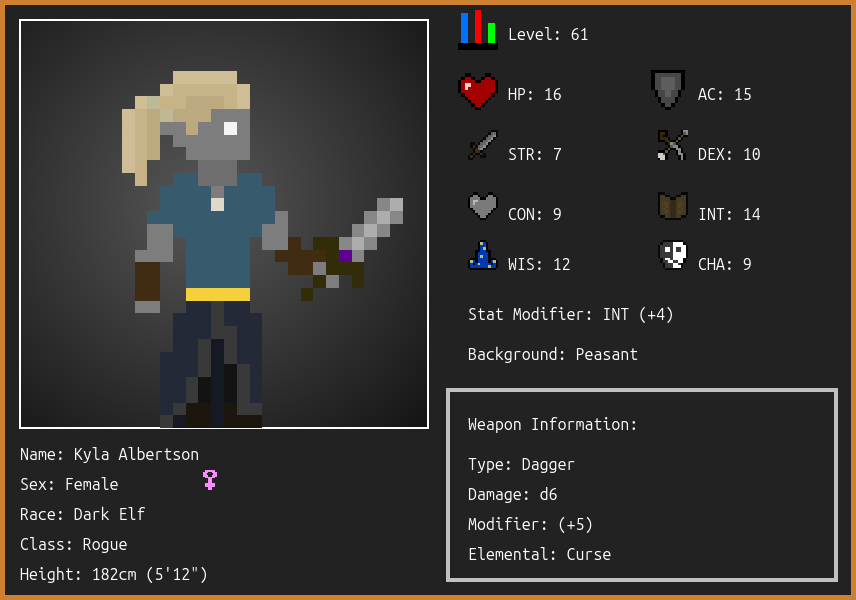 Level: 61
HP: 16
AC: 15
STR: 7
DEX: 10
CON: 9
INT: 14
WIS: 12
CHA: 9
Stat Modifier: INT (+4)
Background: Peasant
Weapon Information:
Type: Dagger
Damage: d6
Modifier: (+5)
Elemental: Curse
Name: Kyla Albertson
Sex: Female
Race: Dark Elf
Class: Rogue
Height: 182cm (5'12")